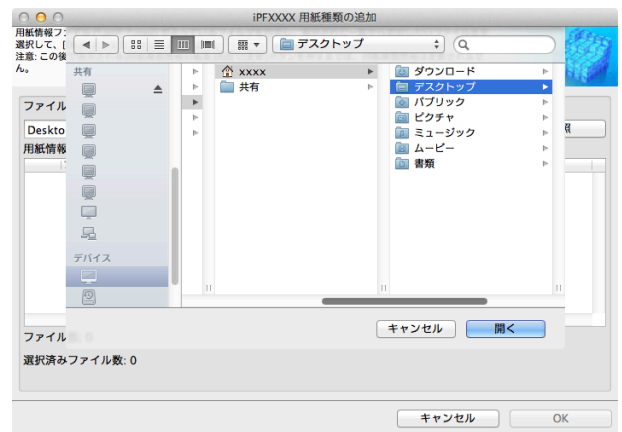 iPFXXXX 用紙種類の追加
用紙情報フ
選択して、[
注意: この後
ん。
デスクトップ
共有
デバイス
xxxx
共有
ダウンロード
デスクトップ
パブリック
ピクチャ
ミュージック
ムービー
書類
ファイル
Deskto
用紙情報
キャンセル
開く
ファイル
選択済みファイル数: 0
キャンセル
OK